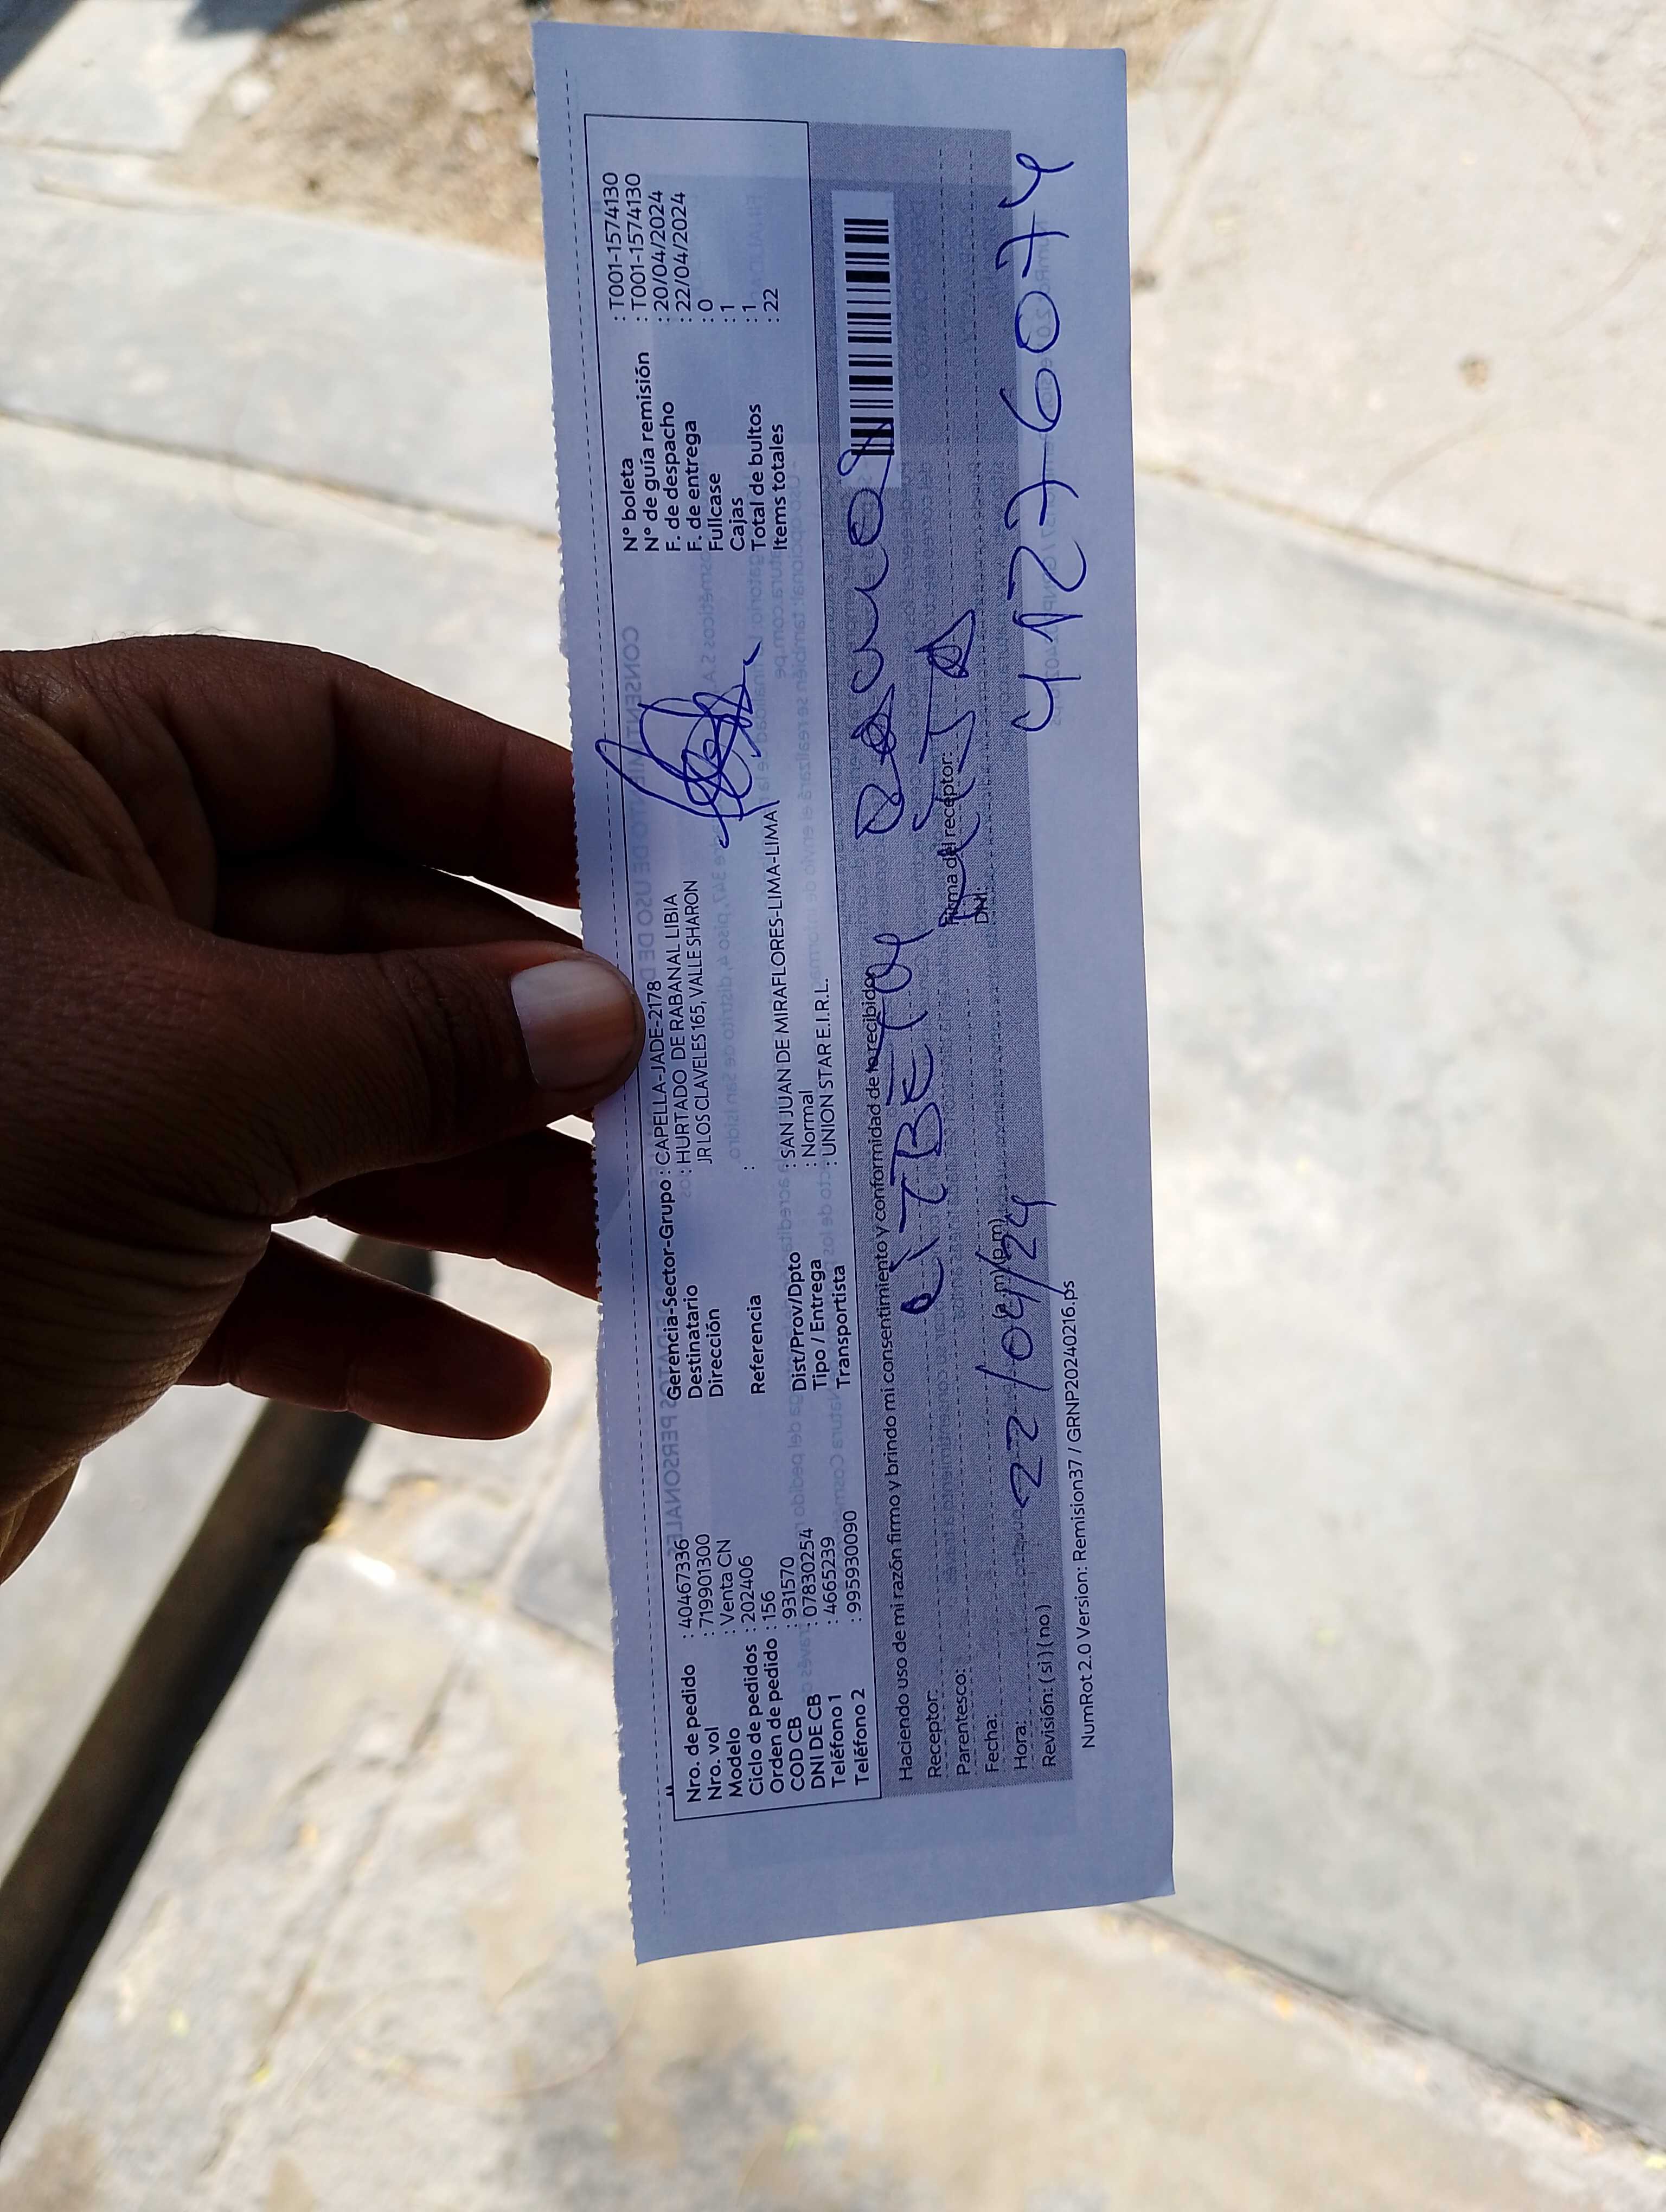 Nro. de pedido : 40467336
Nro. vol : 719901300
Modelo : Venta CN
Ciclo de pedidos : 202406
Orden de pedido : 156
COD CB : 931570
DNI DE CB : 07830254
Teléfono 1 : 4665239
Teléfono 2 : 995930090
Gerencia-Sector-Grupo : CAPELLA-JADE-2178
Destinatario : HURTADO DE RABANAL LIBIA
Dirección JR LOS CLAVELES 165, VALLE SHARON
Referencia :
Dist/Prov/Dpto : SAN JUAN DE MIRAFLORES-LIMA-LIMA
Tipo / Entrega : Normal
Transportista : UNION STAR E.I.R.L.
N° boleta : T001-1574130
N° de guía remisión : T001-1574130
F. de despacho : 20/04/2024
F. de entrega : 22/04/2024
Fullcase : 0
Cajas : 1
Total de bultos : 1
Items totales : 22
Haciendo uso de mi razón firmo y brindo mi consentimiento y conformidad de lo recibido
Receptor:
Parentesco:
Fecha: 22/04/24
Hora: (a.m) (p.m)
Revisión: ( si ) ( no )
Firma del receptor:
DNI:
NumRot 2.0 Version: Remision37 / GRNP20240216.ps